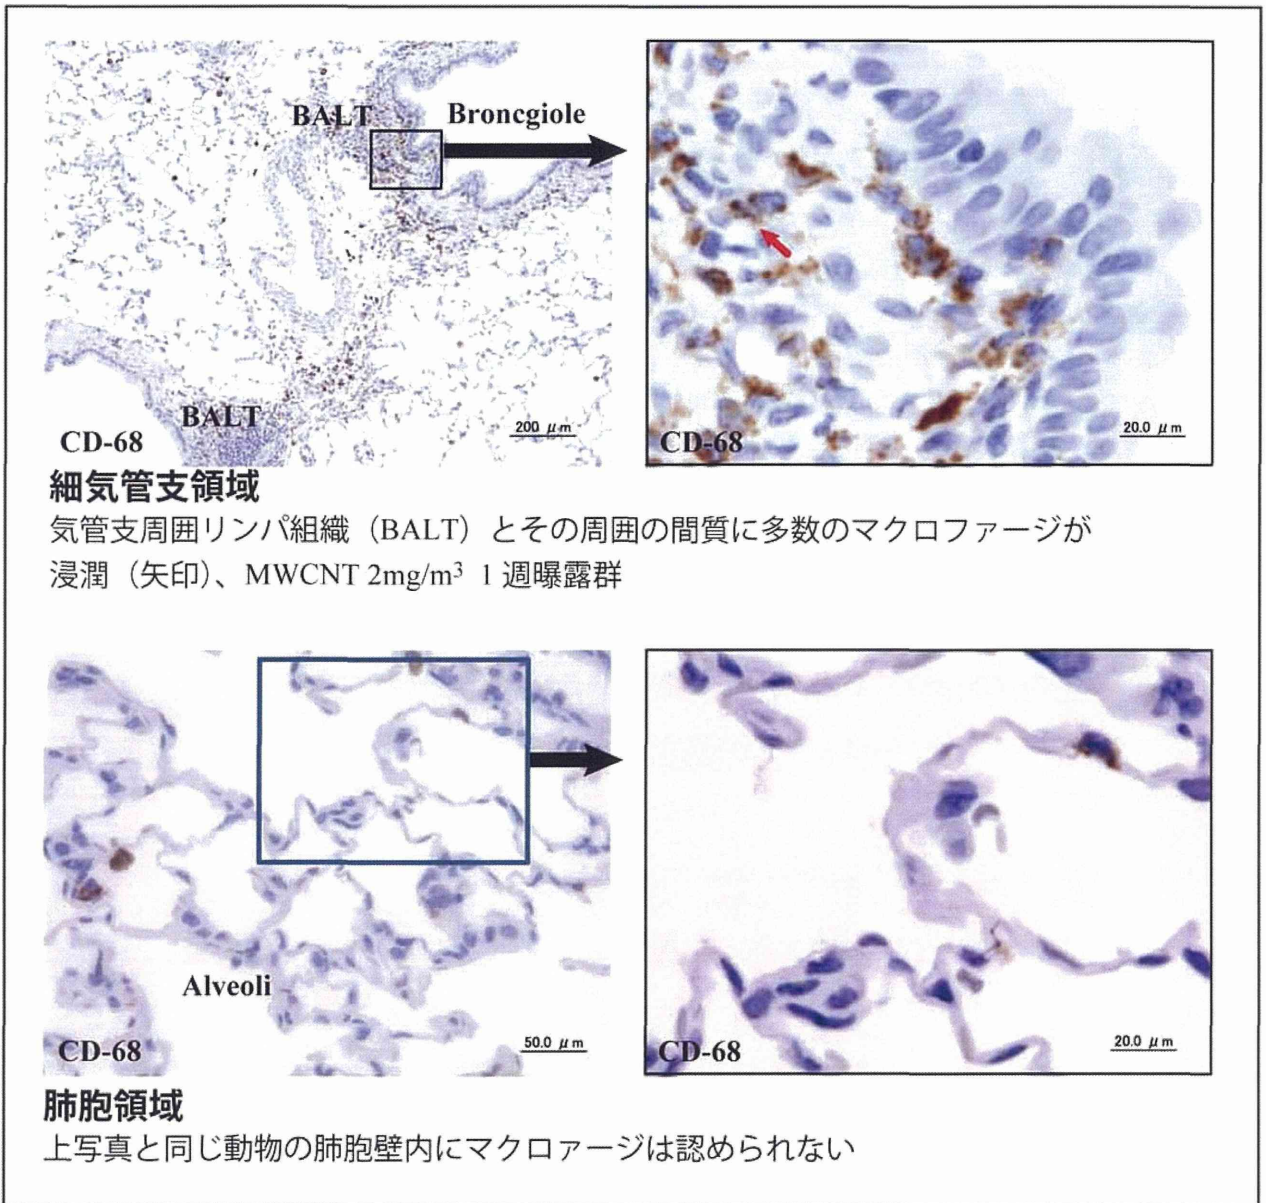 BALT
Broncgiole
BALT
CD-68
200 μm
CD-68
20.0 μm
細気管支領域
気管支周囲リンパ組織（BALT）とその周囲の間質に多数のマクロファージが
浸潤（矢印）、MWCNT 2mg/m³ 1 週曝露群
Alveoli
CD-68
50.0 μm
CD-68
20.0 μm
肺胞領域
上写真と同じ動物の肺胞壁内にマクロァージは認められない